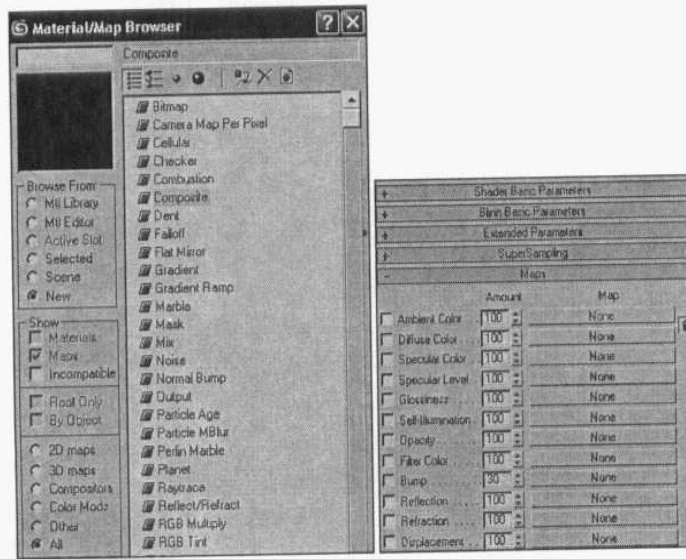 Material/Map Browser
Composite
Bitmap
Camera Map Per Pixel
Cellular
Checker
Combustion
Composite
Dent
Falloff
Flat Mirror
Gradient
Gradient Ramp
Marble
Mask
Mix
Noise
Normal Bump
Output
Particle Age
Particle MBlur
Perlin Marble
Planet
Raytrace
Reflect/Refract
RGB Multiply
RGB Tint
Browse From:
Mtl Library
Mtl Editor
Active Slot
Selected
Scene
New
Show
Materials
Maps
Incompatible
Root Only
By Object
2D maps
3D maps
Compositors
Color Mods
Other
All
+ Shader Basic Parameters
+ Blinn Basic Parameters
+ Extended Parameters
+ SuperSampling
- Maps
Amount Map
Ambient Color . 100 None
Diffuse Color . . . . 100 None
Specular Color . . 100 None
Specular Level . 100 None
Glossiness . . . . . 100 None
Self-Illumination . 100 None
Opacity . . . . . . . 100 None
Filter Color . . . . . 100 None
Bump . . . . . . . . 30 None
Reflection . . . . . 100 None
Refraction . . . . . 100 None
Displacement . . . 100 None